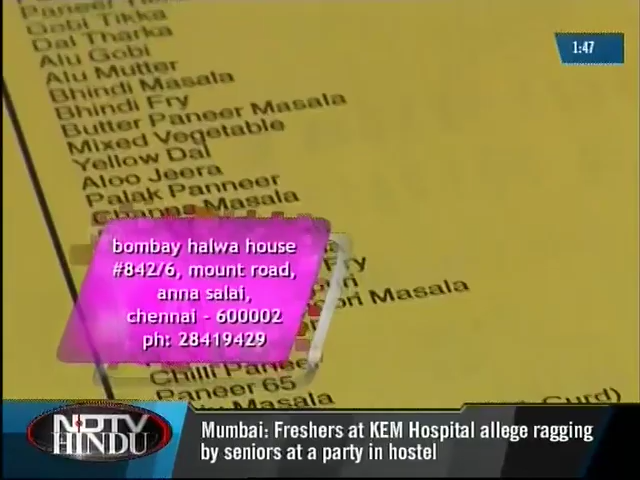 Paneer Tikka
Gobi Tikka
Dal Tharka
Alu Gobi
Alu Mutter
Bhindi Masala
Bhindi Fry
Butter Paneer Masala
Mixed Vegetable
Yellow Dal
Aloo Jeera
Palak Panneer
Channa Masala
Fry
ori Masala
Chilli Paneer
Paneer 65
Masala
Curd)
1:47
bombay halwa house
#842/6, mount road,
anna salai,
chennai - 600002
ph: 28419429
NDTV
HINDU
Mumbai: Freshers at KEM Hospital allege ragging
by seniors at a party in hostel